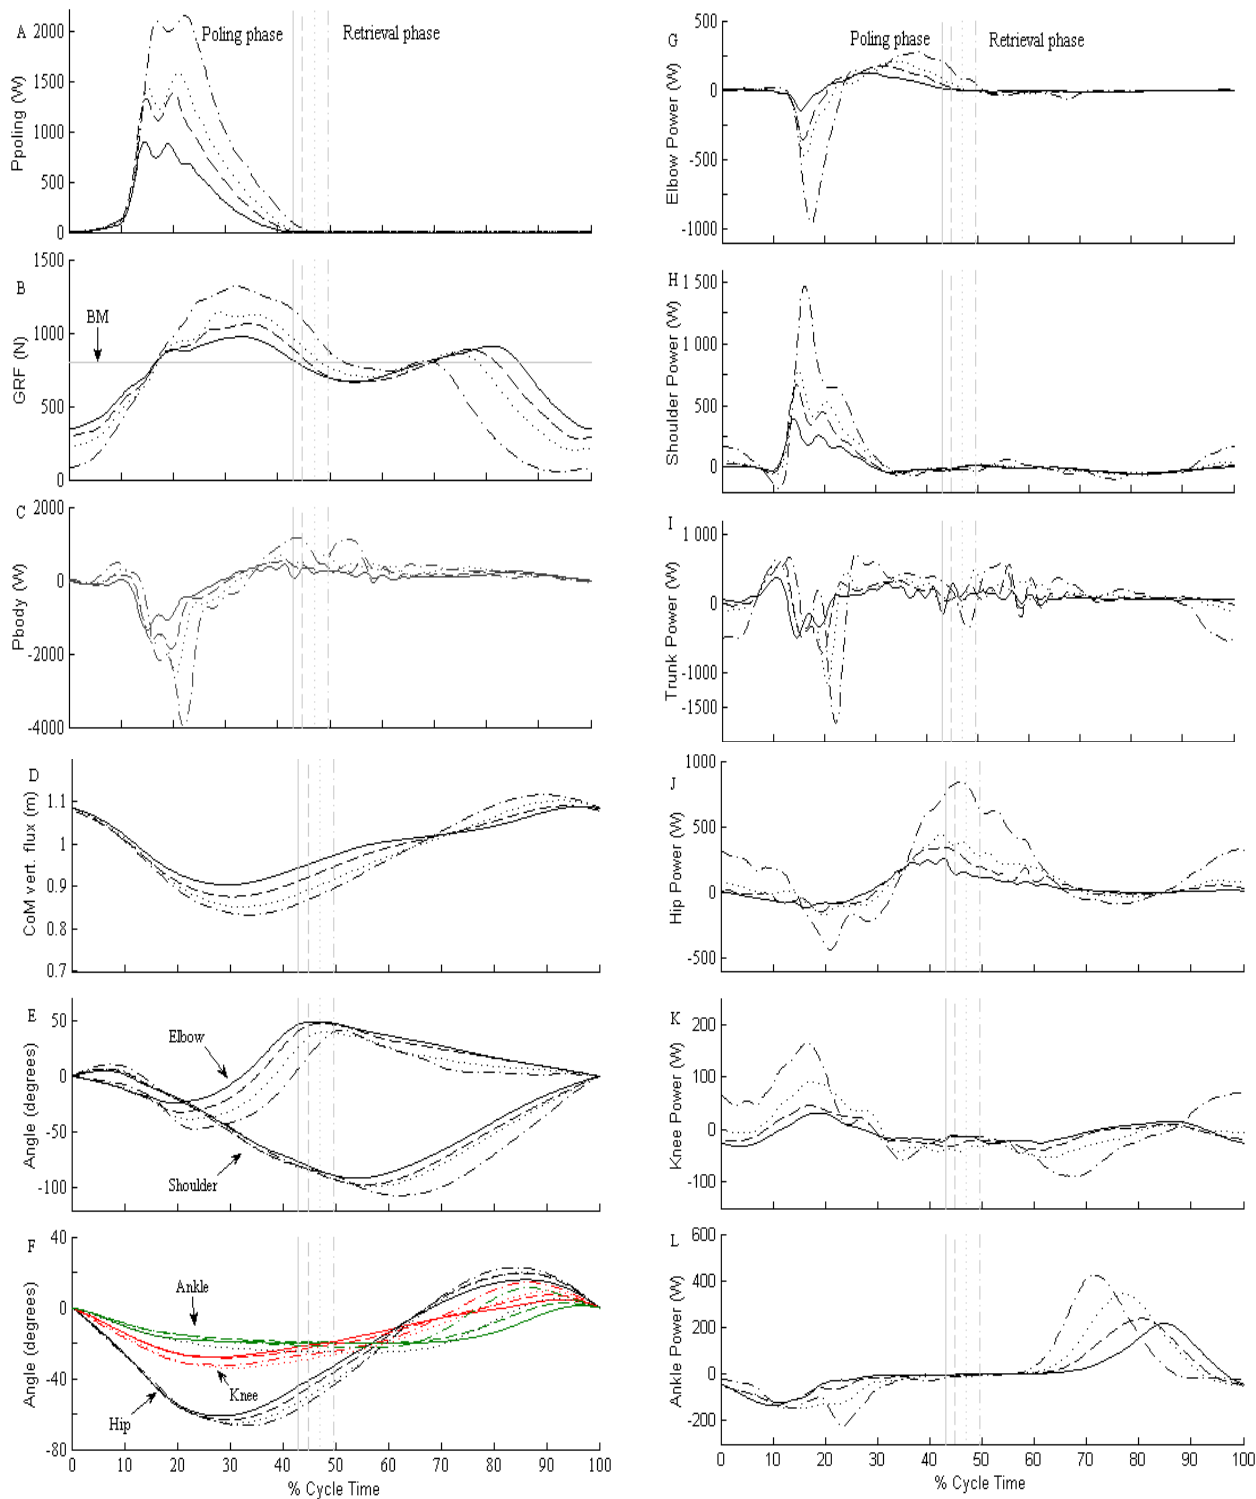 A
Poling phase
Retrieval phase
Ppoling (W)
2000
1500
1000
500
0
B
BM
GRF (N)
1500
1000
500
0
C
Pbody (W)
2000
0
-2000
-4000
D
CoM vert. flux (m)
1.1
1
0.9
0.8
0.7
E
Elbow
Shoulder
Angle (degrees)
50
0
-50
-100
F
Ankle
Knee
Hip
Angle (degrees)
40
20
0
-20
-40
-60
-80
0 10 20 30 40 50 60 70 80 90 100
% Cycle Time
G
Poling phase
Retrieval phase
Elbow Power (W)
500
0
-500
-1000
H
Shoulder Power (W)
1 500
1 000
500
0
I
Trunk Power (W)
1 000
0
-1000
-1500
J
Hip Power (W)
1000
500
0
-500
K
Knee Power (W)
200
100
0
-100
L
Ankle Power (W)
600
400
200
0
-200
0 10 20 30 40 50 60 70 80 90 100
% Cycle Time